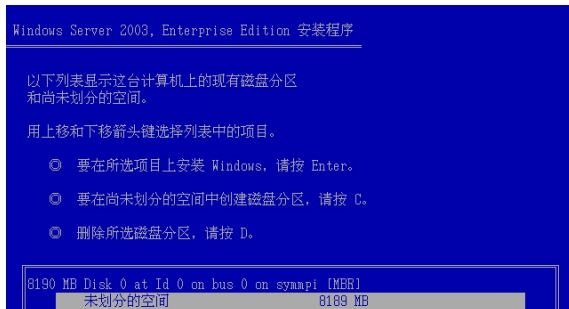 Windows Server 2003, Enterprise Edition 安装程序
以下列表显示这台计算机上的现有磁盘分区
和尚未划分的空间。
用上移和下移箭头键选择列表中的项目。
◎ 要在所选项目上安装 Windows，请按 Enter。
◎ 要在尚未划分的空间中创建磁盘分区，请按 C。
◎ 删除所选磁盘分区，请按 D。
8190 MB Disk 0 at Id 0 on bus 0 on symmpi [MBR]
未划分的空间 8189 MB